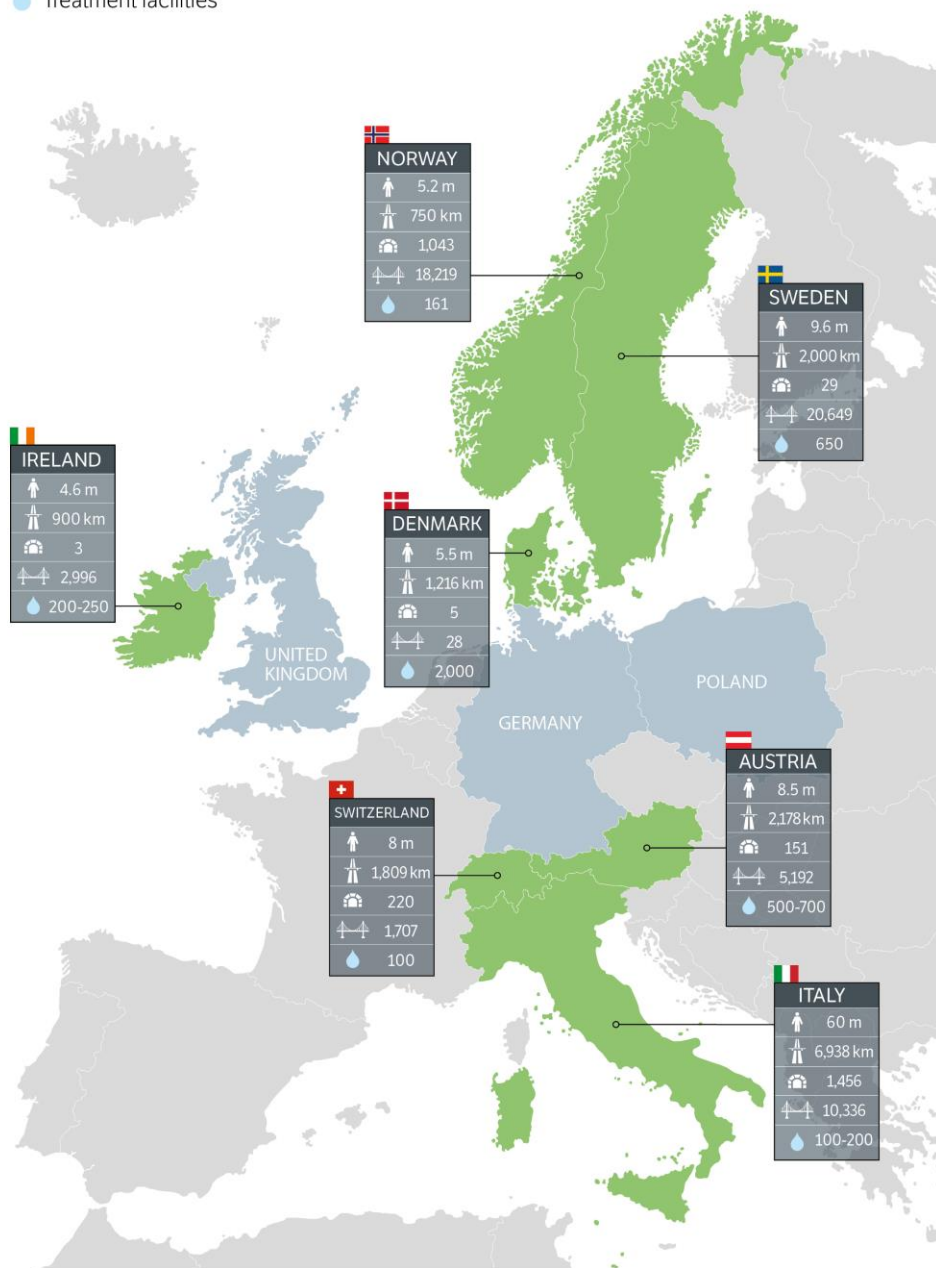 Treatment facilities
NORWAY
5.2 m
750 km
1,043
18,219
161
SWEDEN
9.6 m
2,000 km
29
20,649
650
IRELAND
4.6 m
900 km
3
2,996
200-250
DENMARK
5.5 m
1,216 km
5
28
2,000
UNITED
KINGDOM
GERMANY
POLAND
AUSTRIA
8.5 m
2,178 km
151
5,192
500-700
SWITZERLAND
8 m
1,809 km
220
1,707
100
ITALY
60 m
6,938 km
1,456
10,336
100-200